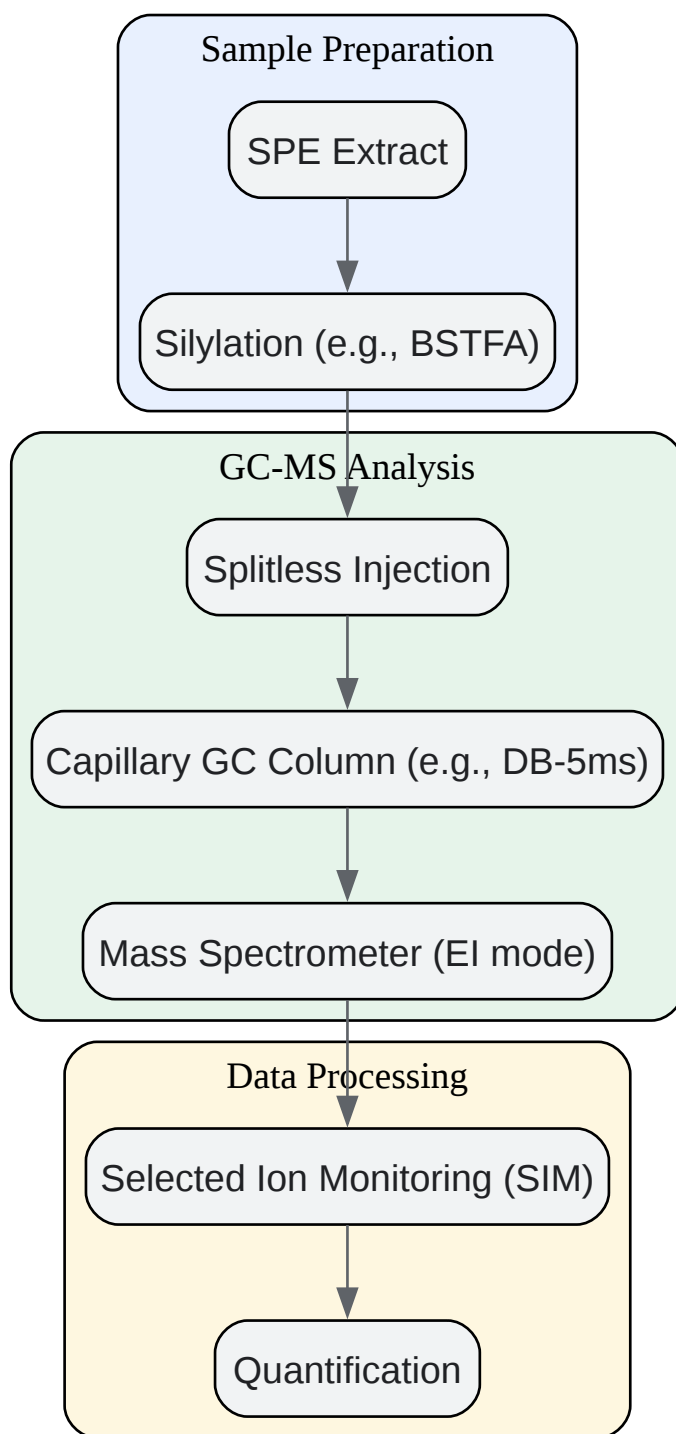 Sample Preparation
SPE Extract
Silylation (e.g., BSTFA)
GC-MS Analysis
Splitless Injection
Capillary GC Column (e.g., DB-5ms)
Mass Spectrometer (EI mode)
Data Processing
Selected Ion Monitoring (SIM)
Quantification